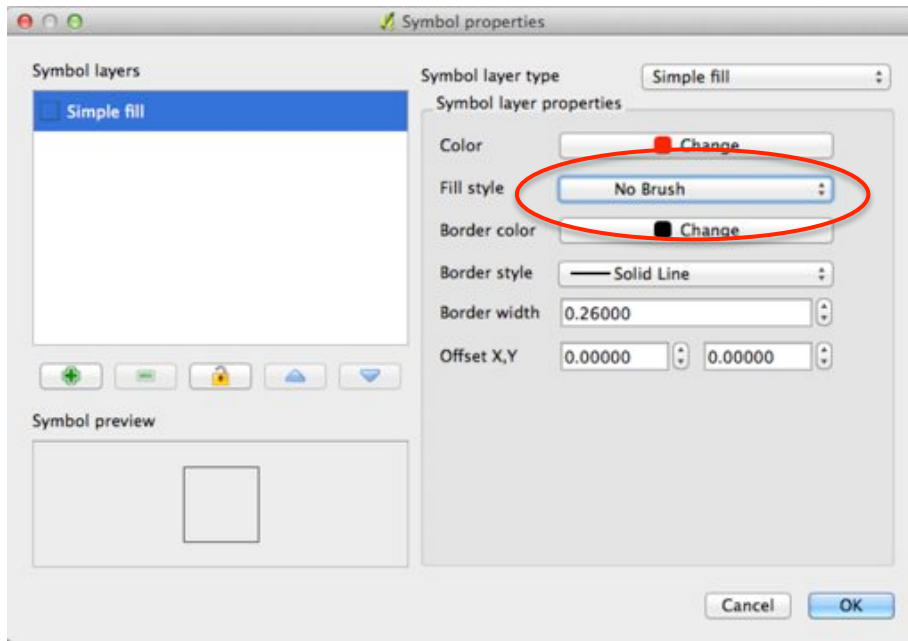 Symbol properties
Symbol layers
Simple fill
Symbol preview
Symbol layer type Simple fill
Symbol layer properties
Color Change
Fill style No Brush
Border color Change
Border style Solid Line
Border width 0.26000
Offset X,Y 0.00000 0.00000
Cancel OK